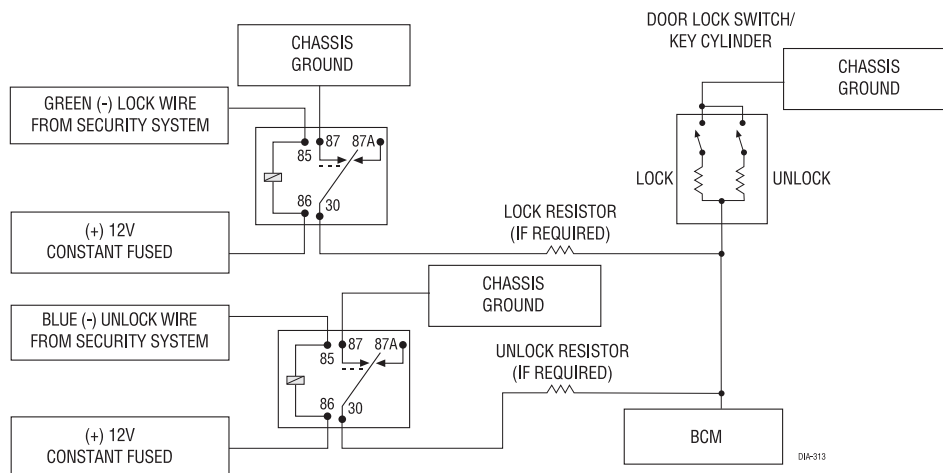 DOOR LOCK SWITCH/
KEY CYLINDER
CHASSIS
GROUND
CHASSIS
GROUND
GREEN (-) LOCK WIRE
FROM SECURITY SYSTEM
87
87A
85
86
30
LOCK
UNLOCK
(+) 12V
CONSTANT FUSED
LOCK RESISTOR
(IF REQUIRED)
CHASSIS
GROUND
BLUE (-) UNLOCK WIRE
FROM SECURITY SYSTEM
87
87A
85
86
30
UNLOCK RESISTOR
(IF REQUIRED)
(+) 12V
CONSTANT FUSED
BCM
DIA-313